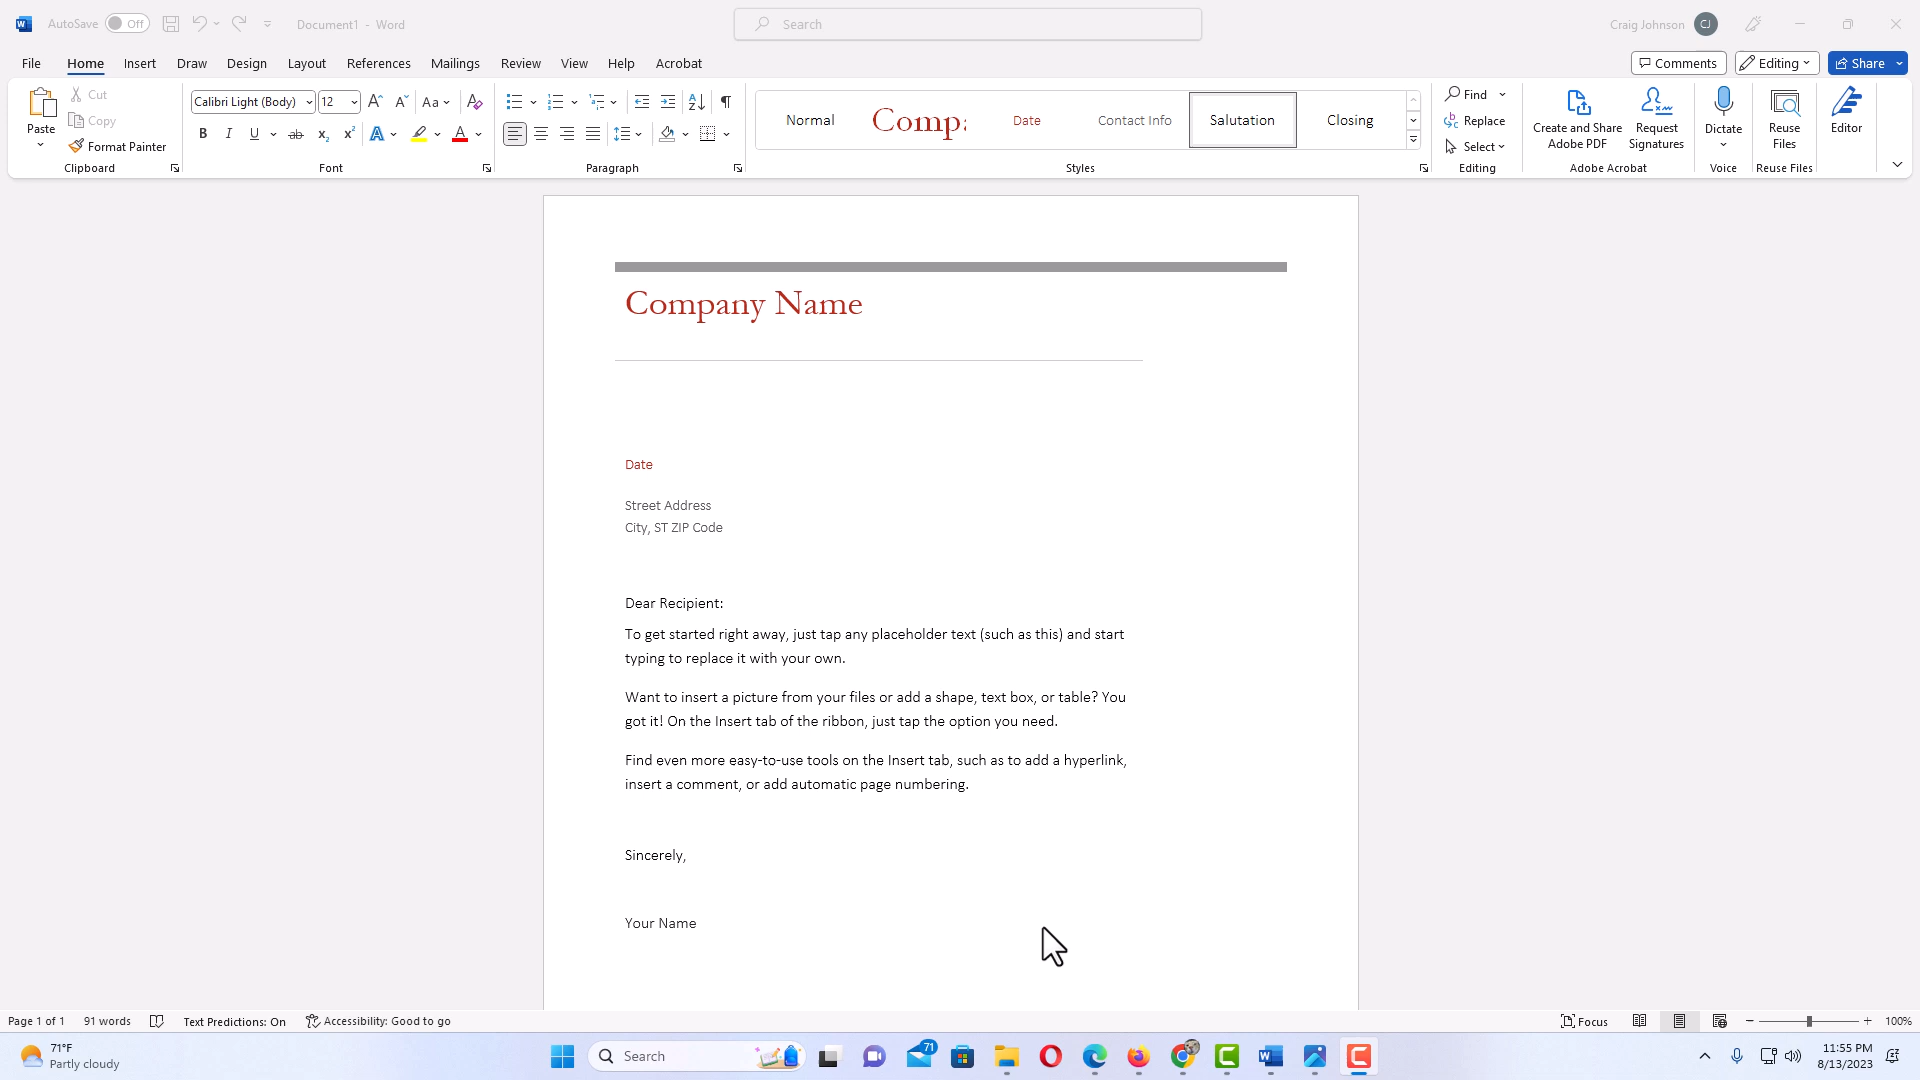 AutoSave Off Document1 - Word Search Craig Johnson CJ
File Home Insert Draw Design Layout References Mailings Review View Help Acrobat Comments Editing Share
Paste Cut Copy Format Painter
Clipboard
Calibri Light (Body) 12 Aa
B I U ab x2 x2 A A
Font
Paragraph
Normal Compa Date Contact Info Salutation Closing
Styles
Find
Replace
Select
Editing
Create and Share Adobe PDF
Request Signatures
Adobe Acrobat
Dictate
Voice
Reuse Files
Reuse Files
Editor
Company Name
Date
Street Address
City, ST ZIP Code
Dear Recipient:
To get started right away, just tap any placeholder text (such as this) and start
typing to replace it with your own.
Want to insert a picture from your files or add a shape, text box, or table? You
got it! On the Insert tab of the ribbon, just tap the option you need.
Find even more easy-to-use tools on the Insert tab, such as to add a hyperlink,
insert a comment, or add automatic page numbering.
Sincerely,
Your Name
Page 1 of 1 91 words Text Predictions: On Accessibility: Good to go Focus 100%
71°F
Partly cloudy
Search
71
11:55 PM
8/13/2023